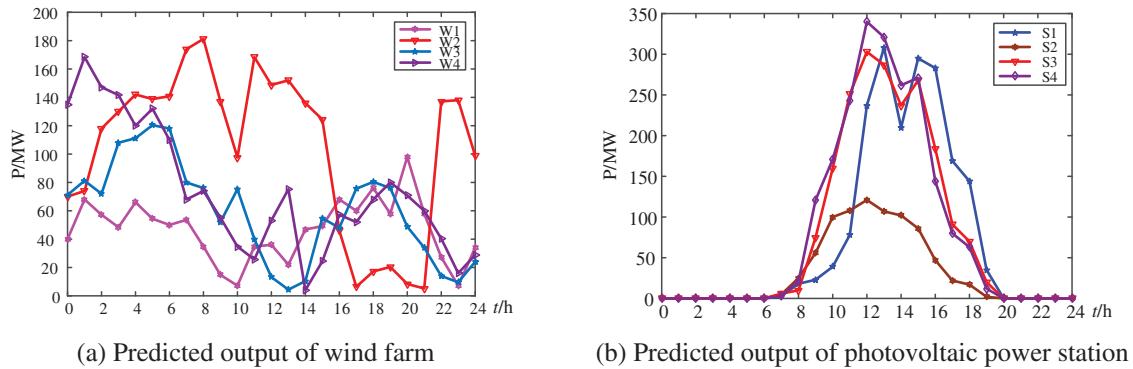 P/MW
200
180
160
140
120
100
80
60
40
20
0
0 2 4 6 8 10 12 14 16 18 20 22 24 t/h
W1
W2
W3
W4
(a) Predicted output of wind farm
P/MW
350
300
250
200
150
100
50
0
0 2 4 6 8 10 12 14 16 18 20 22 24 t/h
S1
S2
S3
S4
(b) Predicted output of photovoltaic power station